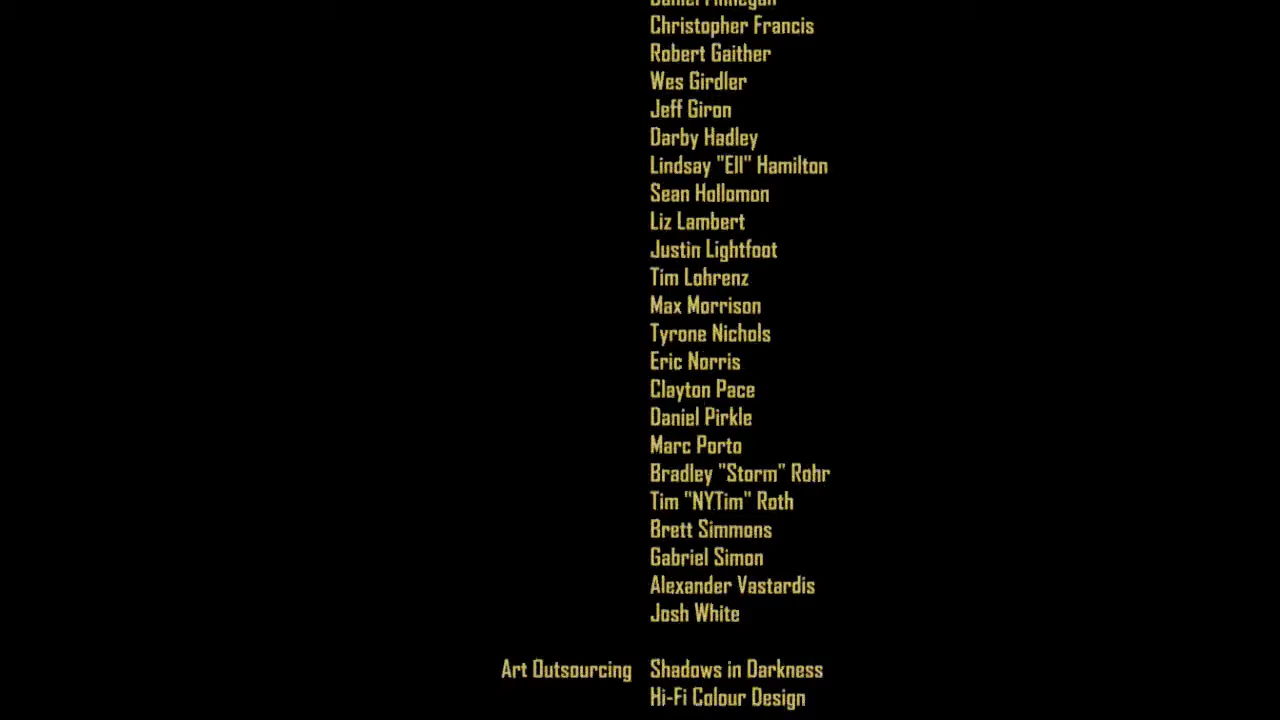 Daniel Finnegan
Christopher Francis
Robert Gaither
Wes Girdler
Jeff Giron
Darby Hadley
Lindsay "Ell" Hamilton
Sean Hollomon
Liz Lambert
Justin Lightfoot
Tim Lohrenz
Max Morrison
Tyrone Nichols
Eric Norris
Clayton Pace
Daniel Pirkle
Marc Porto
Bradley "Storm" Rohr
Tim "NYTim" Roth
Brett Simmons
Gabriel Simon
Alexander Vastardis
Josh White
Art Outsourcing Shadows in Darkness
Hi-Fi Colour Design